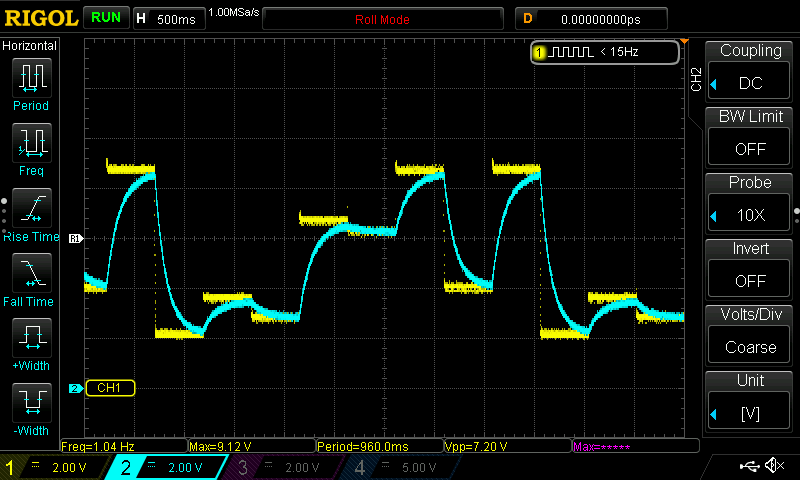 RIGOL RUN H 500ms 1.00MSa/s Roll Mode D 0.00000000ps
Horizontal
Period
Freq
Rise Time
Fall Time
+Width
-Width
1 < 15Hz
R1
2 CH1
CH2
Coupling
DC
BW Limit
OFF
Probe
10X
Invert
OFF
Volts/Div
Coarse
Unit
[V]
Freq=1.04 Hz Max=9.12 V Period=960.0ms Vpp=7.20 V Max=*****
1 2.00 V 2 2.00 V 3 2.00 V 4 5.00 V